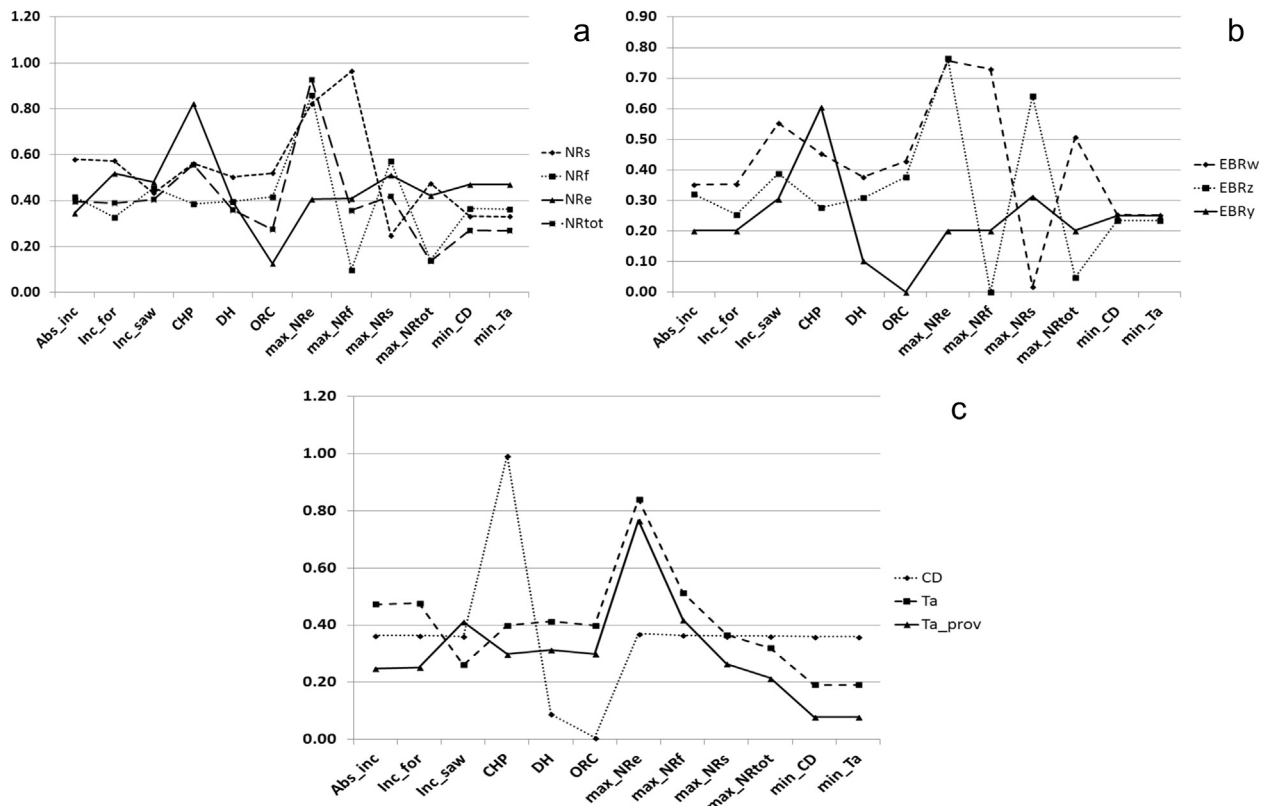 a
1.20
1.00
0.80
0.60
0.40
0.20
0.00
Abs_inc Inc_for Inc_saw CHP DH ORC max_NRe max_NRf max_NRs max_NRtot min_CD min_Ta
NRs
NRf
NRe
NRtot
b
0.90
0.80
0.70
0.60
0.50
0.40
0.30
0.20
0.10
0.00
Abs_inc Inc_for Inc_saw CHP DH ORC max_NRe max_NRf max_NRs max_NRtot min_CD min_Ta
EBRw
EBRz
EBRy
c
1.20
1.00
0.80
0.60
0.40
0.20
0.00
Abs_inc Inc_for Inc_saw CHP DH ORC max_NRe max_NRf max_NRs max_NRtot min_CD min_Ta
CD
Ta
Ta_prov